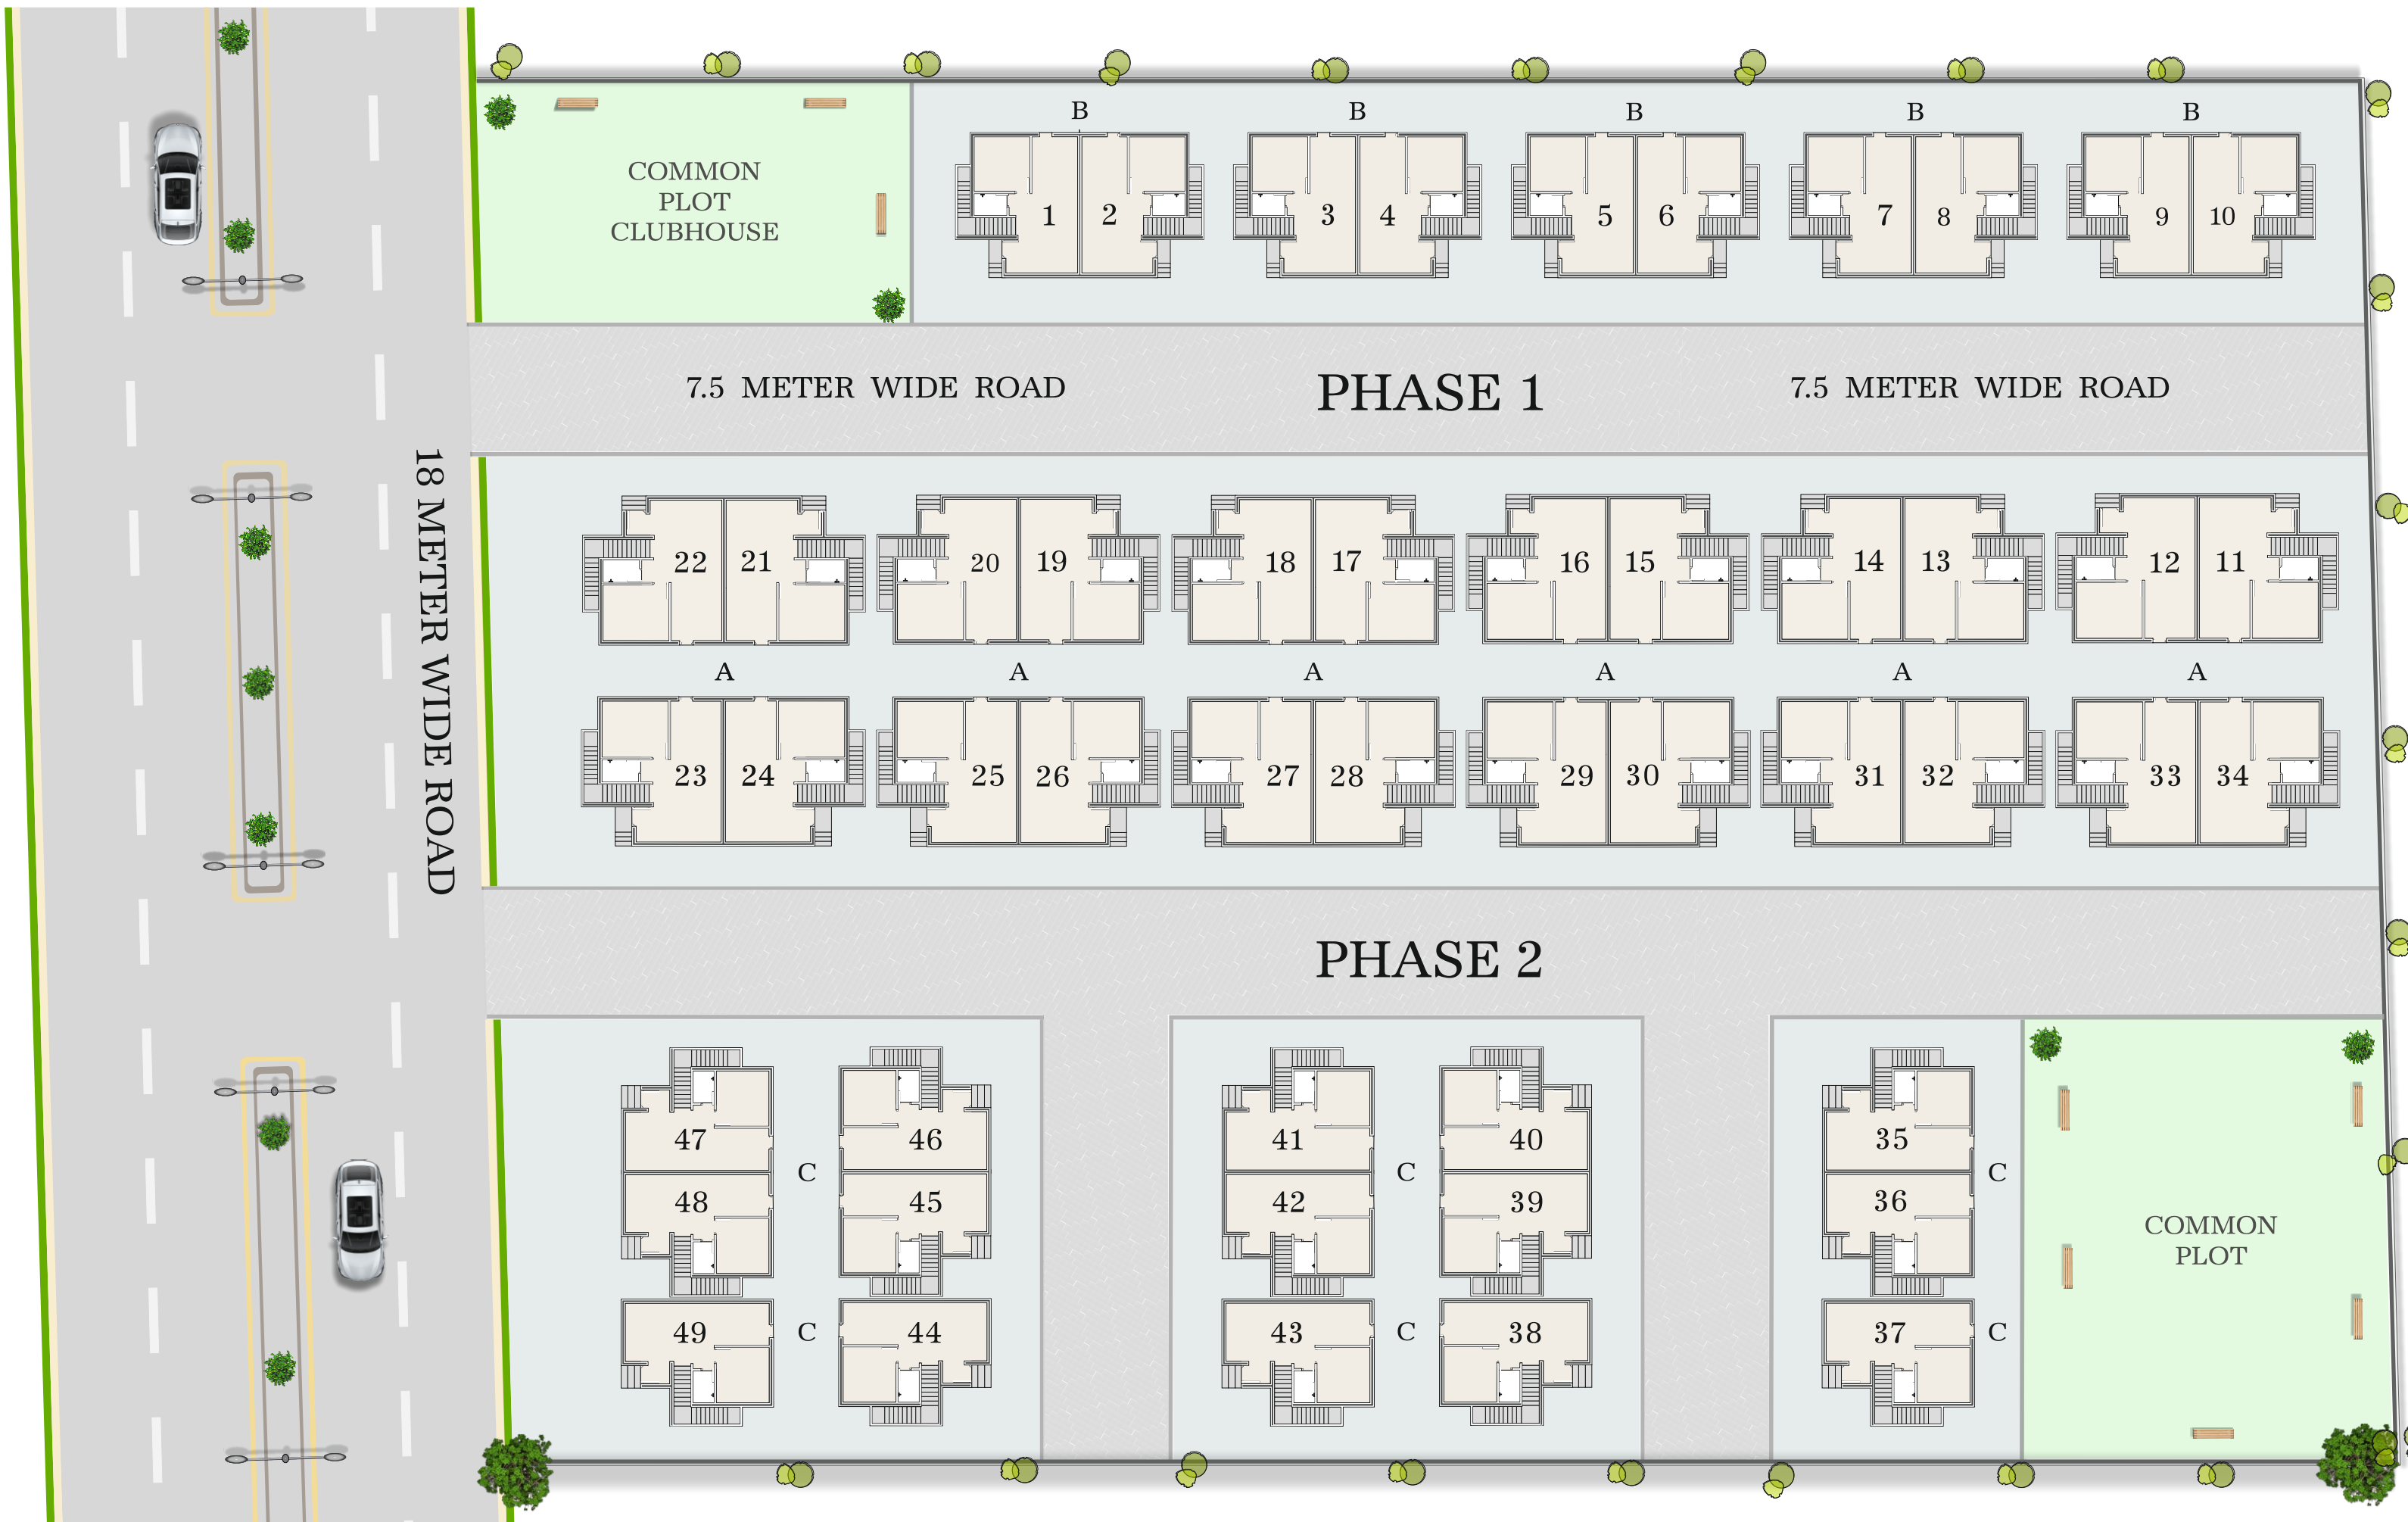 B B B B B
COMMON
PLOT
CLUBHOUSE
1 2 3 4 5 6 7 8 9 10
7.5 METER WIDE ROAD PHASE 1 7.5 METER WIDE ROAD
18 METER WIDE ROAD
22 21 20 19 18 17 16 15 14 13 12 11
A A A A A A
23 24 25 26 27 28 29 30 31 32 33 34
PHASE 2
47 46 41 40 35
C C C
48 45 42 39 36
COMMON
PLOT
49 C 44 43 C 38 37 C